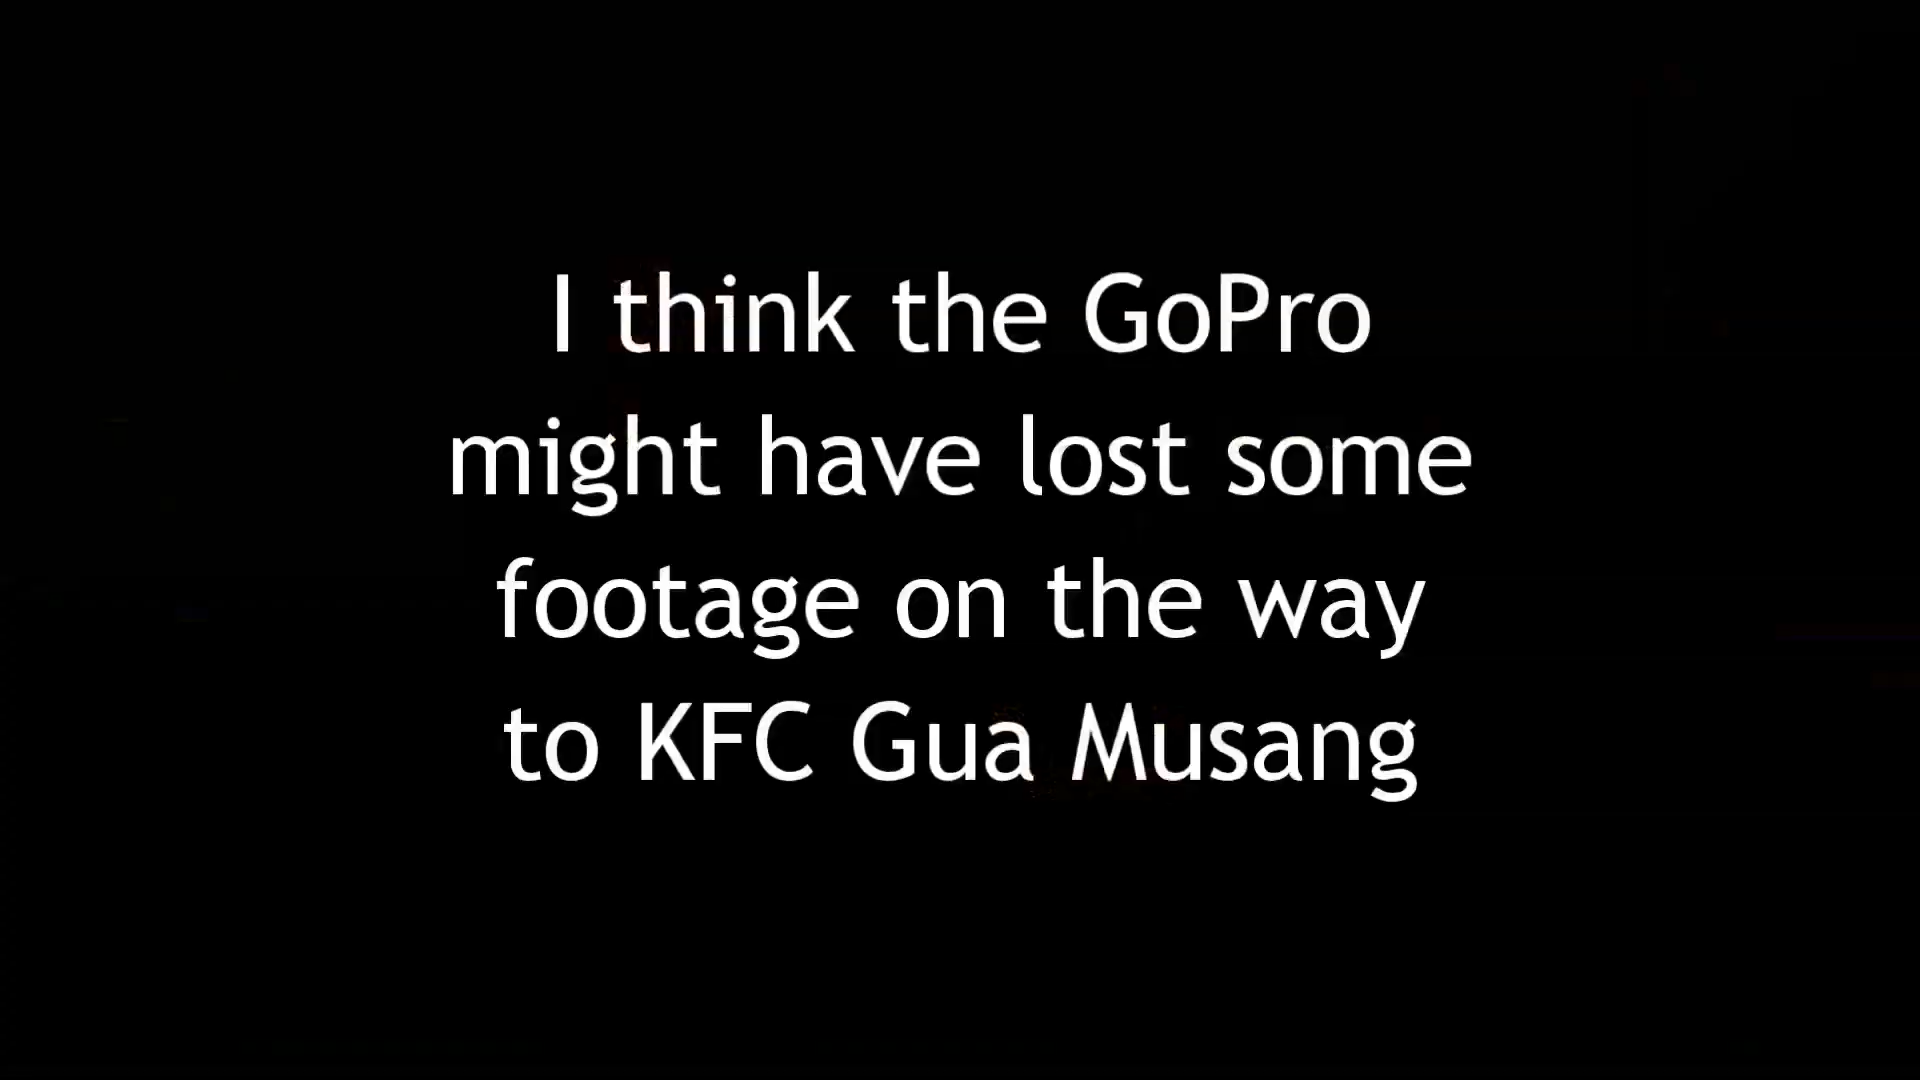 I think the GoPro
might have lost some
footage on the way
to KFC Gua Musang